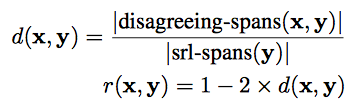 d(x, y) = |disagreeing-spans(x, y)| / |srl-spans(y)|
r(x, y) = 1 − 2 × d(x, y)